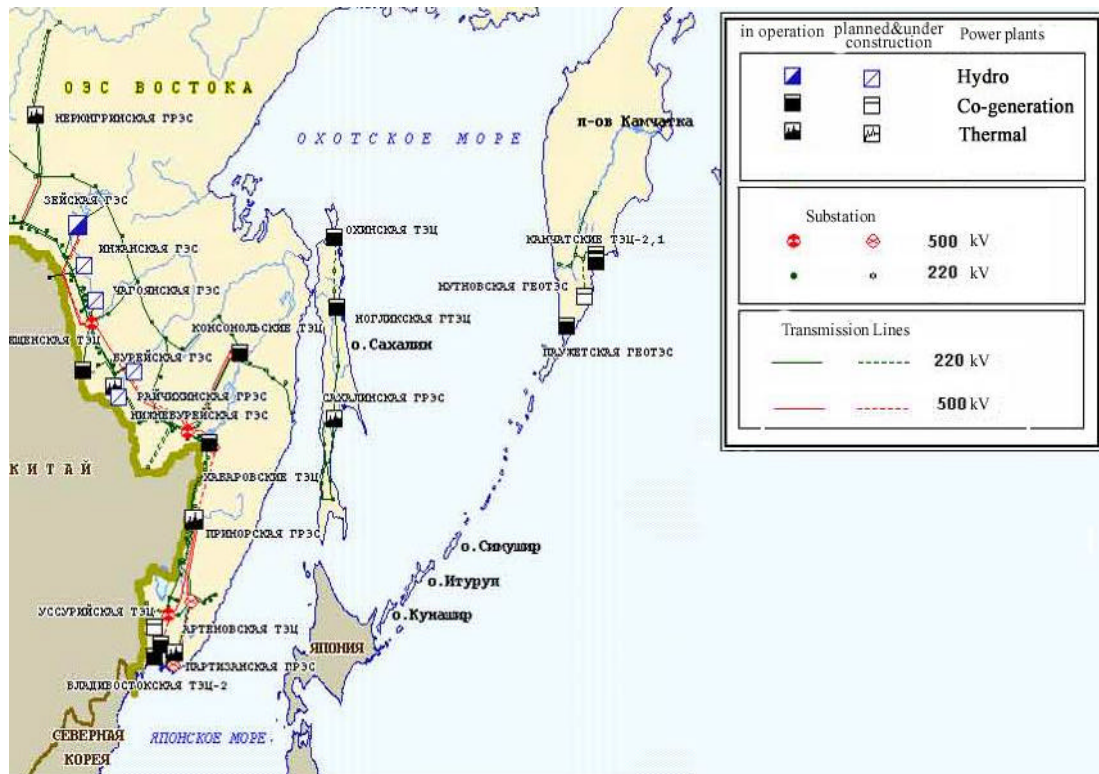 ОЭС ВОСТОКА
НЕРЮНГРИНСКАЯ ГРЭС
ОХОТСКОЕ МОРЕ
п-ов Камчатка
ЗЕЙСКАЯ ГЭС
ИНЖАНСКАЯ ГЭС
ЧАГОЯНСКАЯ ГЭС
ОХИНСКАЯ ТЭЦ
КАМЧАТСКИЕ ТЭЦ-2,1
МУТНОВСКАЯ ГЕОТЭС
НОГЛИКСКАЯ ГТЭЦ
КОМСОМОЛЬСКИЕ ТЭЦ
о.Сахалин
ПАУЖЕТСКАЯ ГЕОТЭС
ЕЩЕНСКАЯ ТЭЦ
БУРЕЙСКАЯ ГЭС
РАЙЧИХИНСКАЯ ГРЭС
САХАЛИНСКАЯ ГРЭС
НИЖНЕБУРЕЙСКАЯ ГЭС
КИТАЙ
ХАБАРОВСКИЕ ТЭЦ
ПРИМОРСКАЯ ГРЭС
о.Симушир
о.Итуруп
о.Кунашир
УССУРИЙСКАЯ ТЭЦ
АРТЕМОВСКАЯ ТЭЦ
ЯПОНИЯ
ПАРТИЗАНСКАЯ ГРЭС
ВЛАДИВОСТОКСКАЯ ТЭЦ-2
СЕВЕРНАЯ
КОРЕЯ
ЯПОНСКОЕ МОРЕ
in operation planned&under construction Power plants
Hydro
Co-generation
Thermal
Substation
500 kV
220 kV
Transmission Lines
220 kV
500 kV